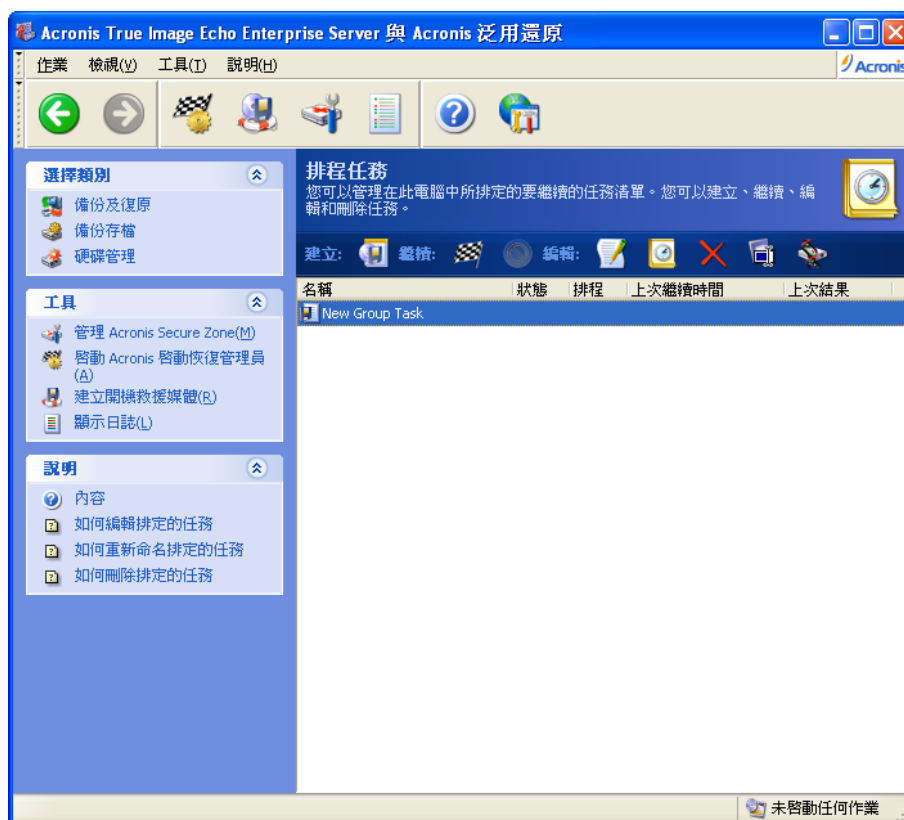 Acronis True Image Echo Enterprise Server 與 Acronis 泛用還原
作業 檢視(V) 工具(T) 說明(H)
Acronis
選擇類別
備份及復原
備份存檔
硬碟管理
工具
管理 Acronis Secure Zone(M)
啟動 Acronis 啟動恢復管理員
(A)
建立開機救援媒體(R)
顯示日誌(L)
說明
內容
如何編輯排定的任務
如何重新命名排定的任務
如何刪除排定的任務
排程任務
您可以管理在此電腦中所排定的要繼續的任務清單。您可以建立、繼續、編
輯和刪除任務。
建立: 繼續: 編輯:
名稱 狀態 排程 上次繼續時間 上次結果
New Group Task
未啟動任何作業